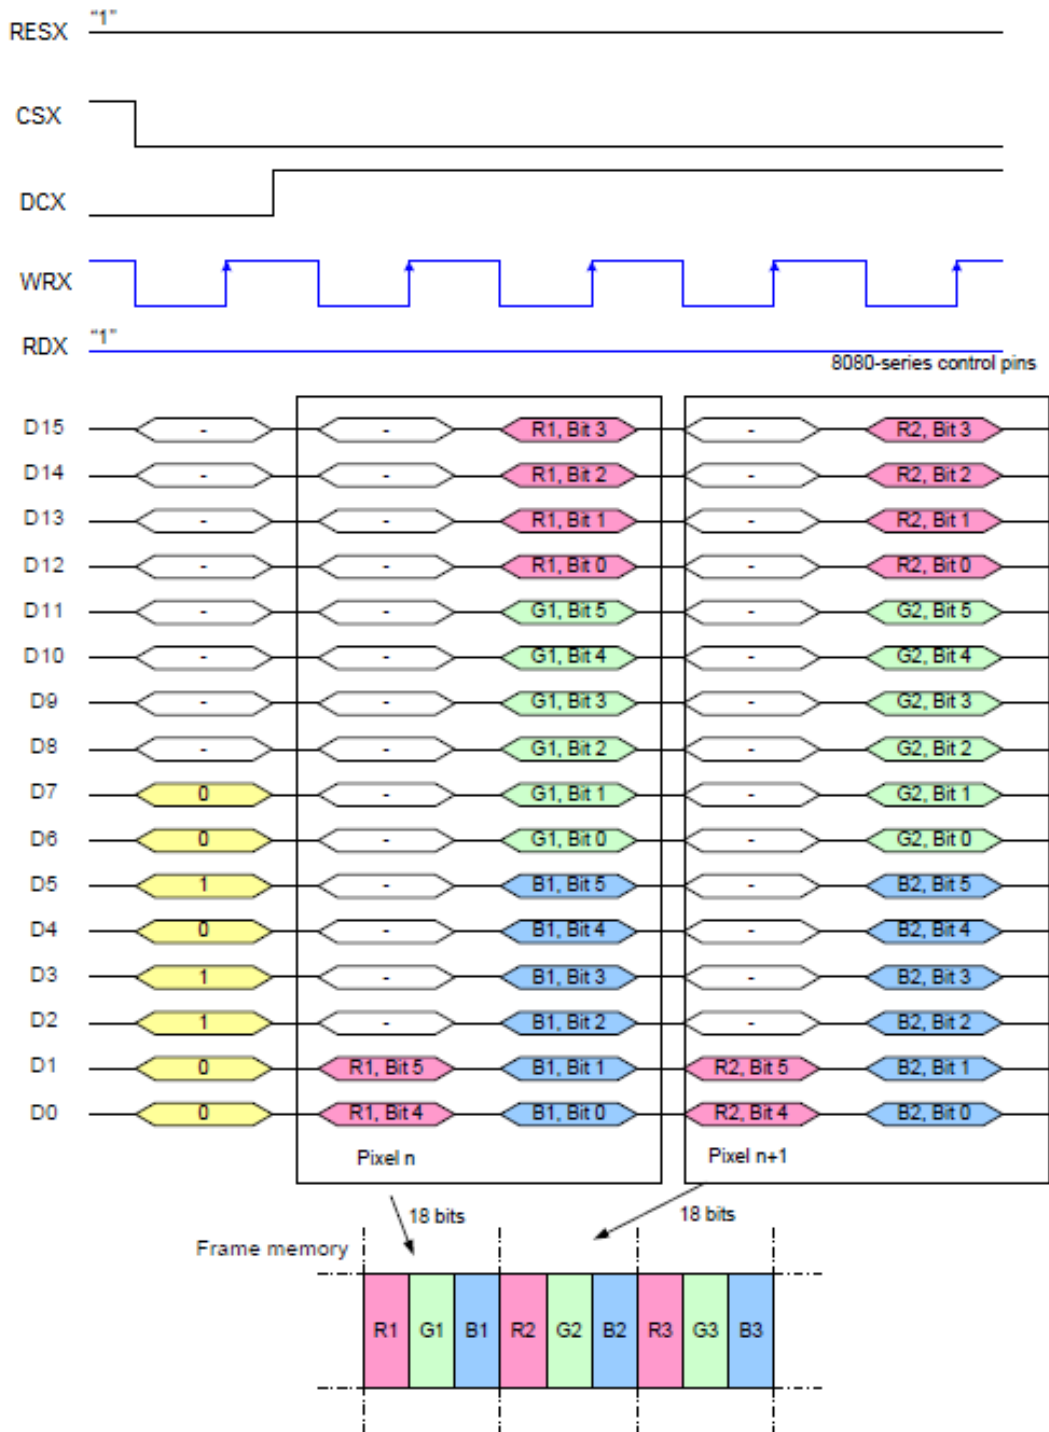 RESX "1"
CSX
DCX
WRX
RDX "1"
8080-series control pins
D15 - - R1, Bit 3 - R2, Bit 3
D14 - - R1, Bit 2 - R2, Bit 2
D13 - - R1, Bit 1 - R2, Bit 1
D12 - - R1, Bit 0 - R2, Bit 0
D11 - - G1, Bit 5 - G2, Bit 5
D10 - - G1, Bit 4 - G2, Bit 4
D9 - - G1, Bit 3 - G2, Bit 3
D8 - - G1, Bit 2 - G2, Bit 2
D7 0 - G1, Bit 1 - G2, Bit 1
D6 0 - G1, Bit 0 - G2, Bit 0
D5 1 - B1, Bit 5 - B2, Bit 5
D4 0 - B1, Bit 4 - B2, Bit 4
D3 1 - B1, Bit 3 - B2, Bit 3
D2 1 - B1, Bit 2 - B2, Bit 2
D1 0 R1, Bit 5 B1, Bit 1 R2, Bit 5 B2, Bit 1
D0 0 R1, Bit 4 B1, Bit 0 R2, Bit 4 B2, Bit 0
Pixel n Pixel n+1
18 bits 18 bits
Frame memory
R1 G1 B1 R2 G2 B2 R3 G3 B3